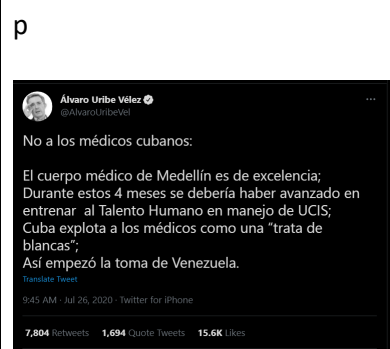 p
Álvaro Uribe Vélez
@AlvaroUribeVel
No a los médicos cubanos:
El cuerpo médico de Medellín es de excelencia;
Durante estos 4 meses se debería haber avanzado en
entrenar al Talento Humano en manejo de UCIS;
Cuba explota a los médicos como una “trata de
blancas”;
Así empezó la toma de Venezuela.
Translate Tweet
9:45 AM · Jul 26, 2020 · Twitter for iPhone
7,804 Retweets 1,694 Quote Tweets 15.6K Likes